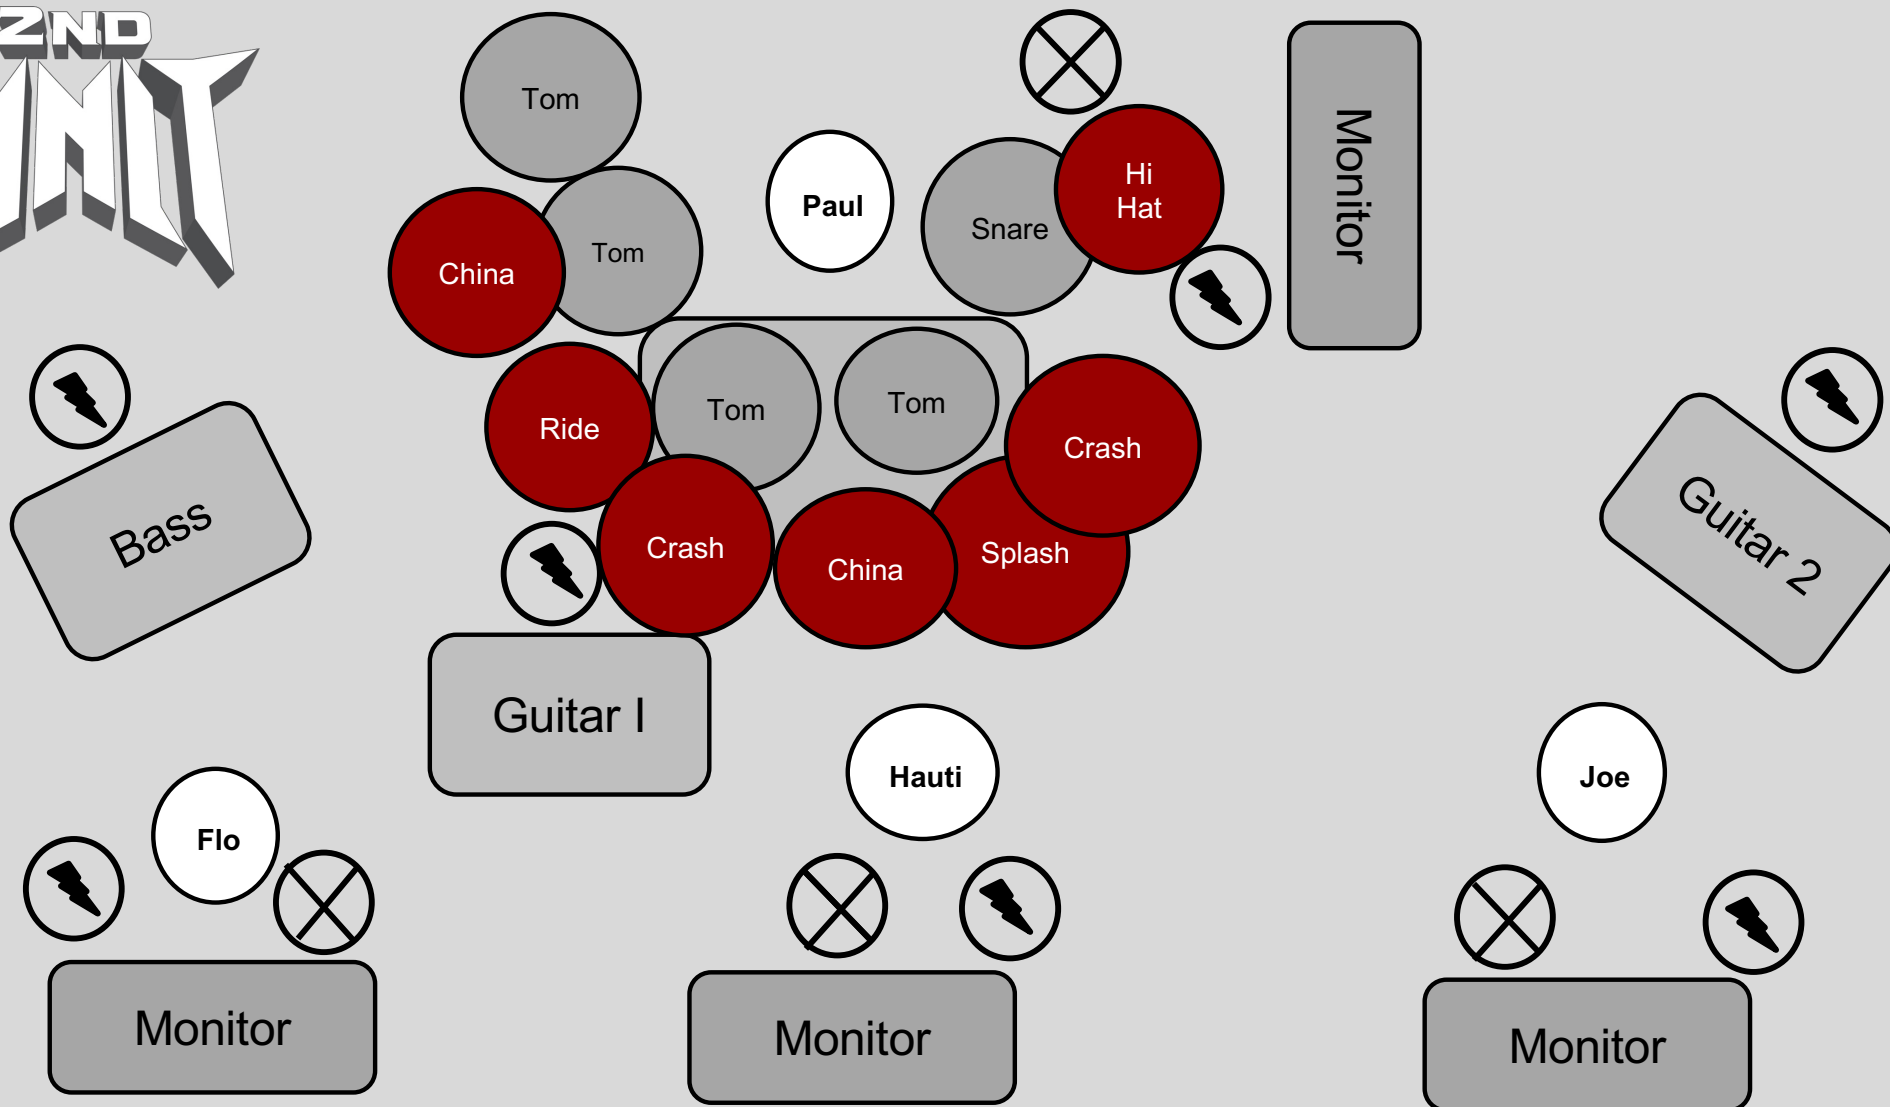 2ND
Tom
Monitor
Hi
Hat
Paul
Snare
Tom
China
Tom
Tom
Ride
Crash
Bass
Guitar 2
Crash
China
Splash
Guitar I
Hauti
Joe
Flo
Monitor
Monitor
Monitor